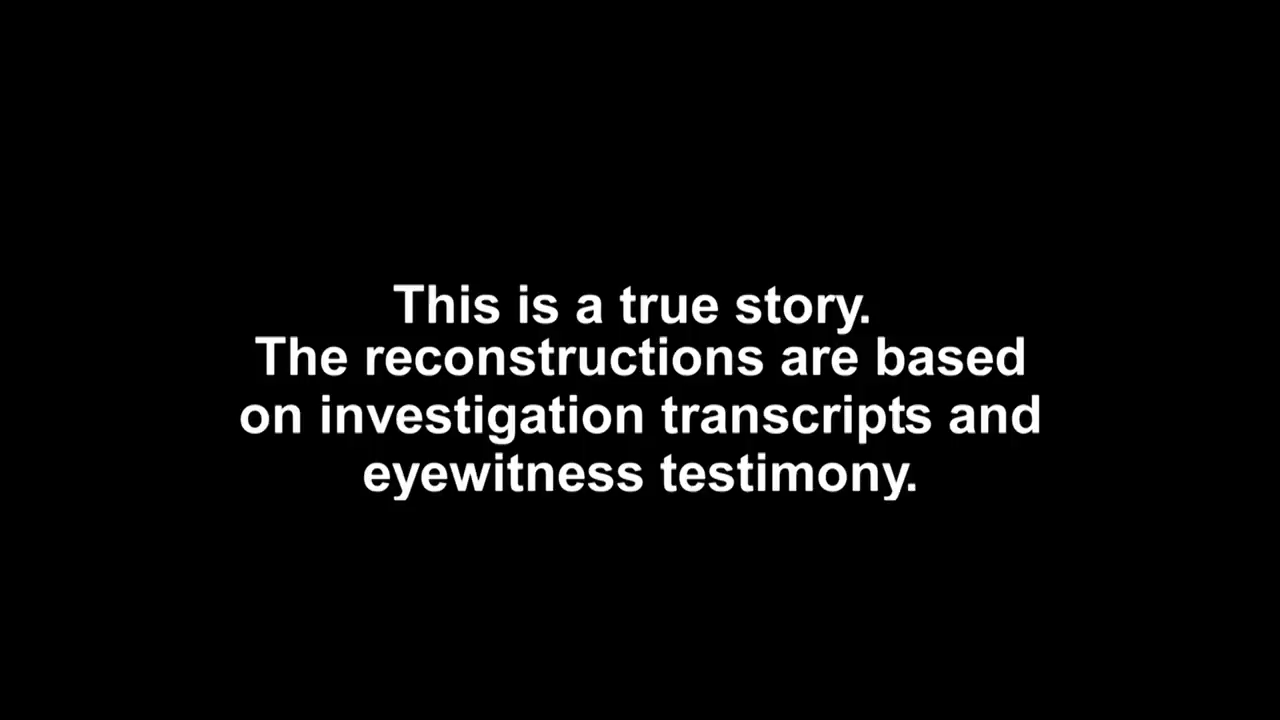 This is a true story.
The reconstructions are based
on investigation transcripts and
eyewitness testimony.